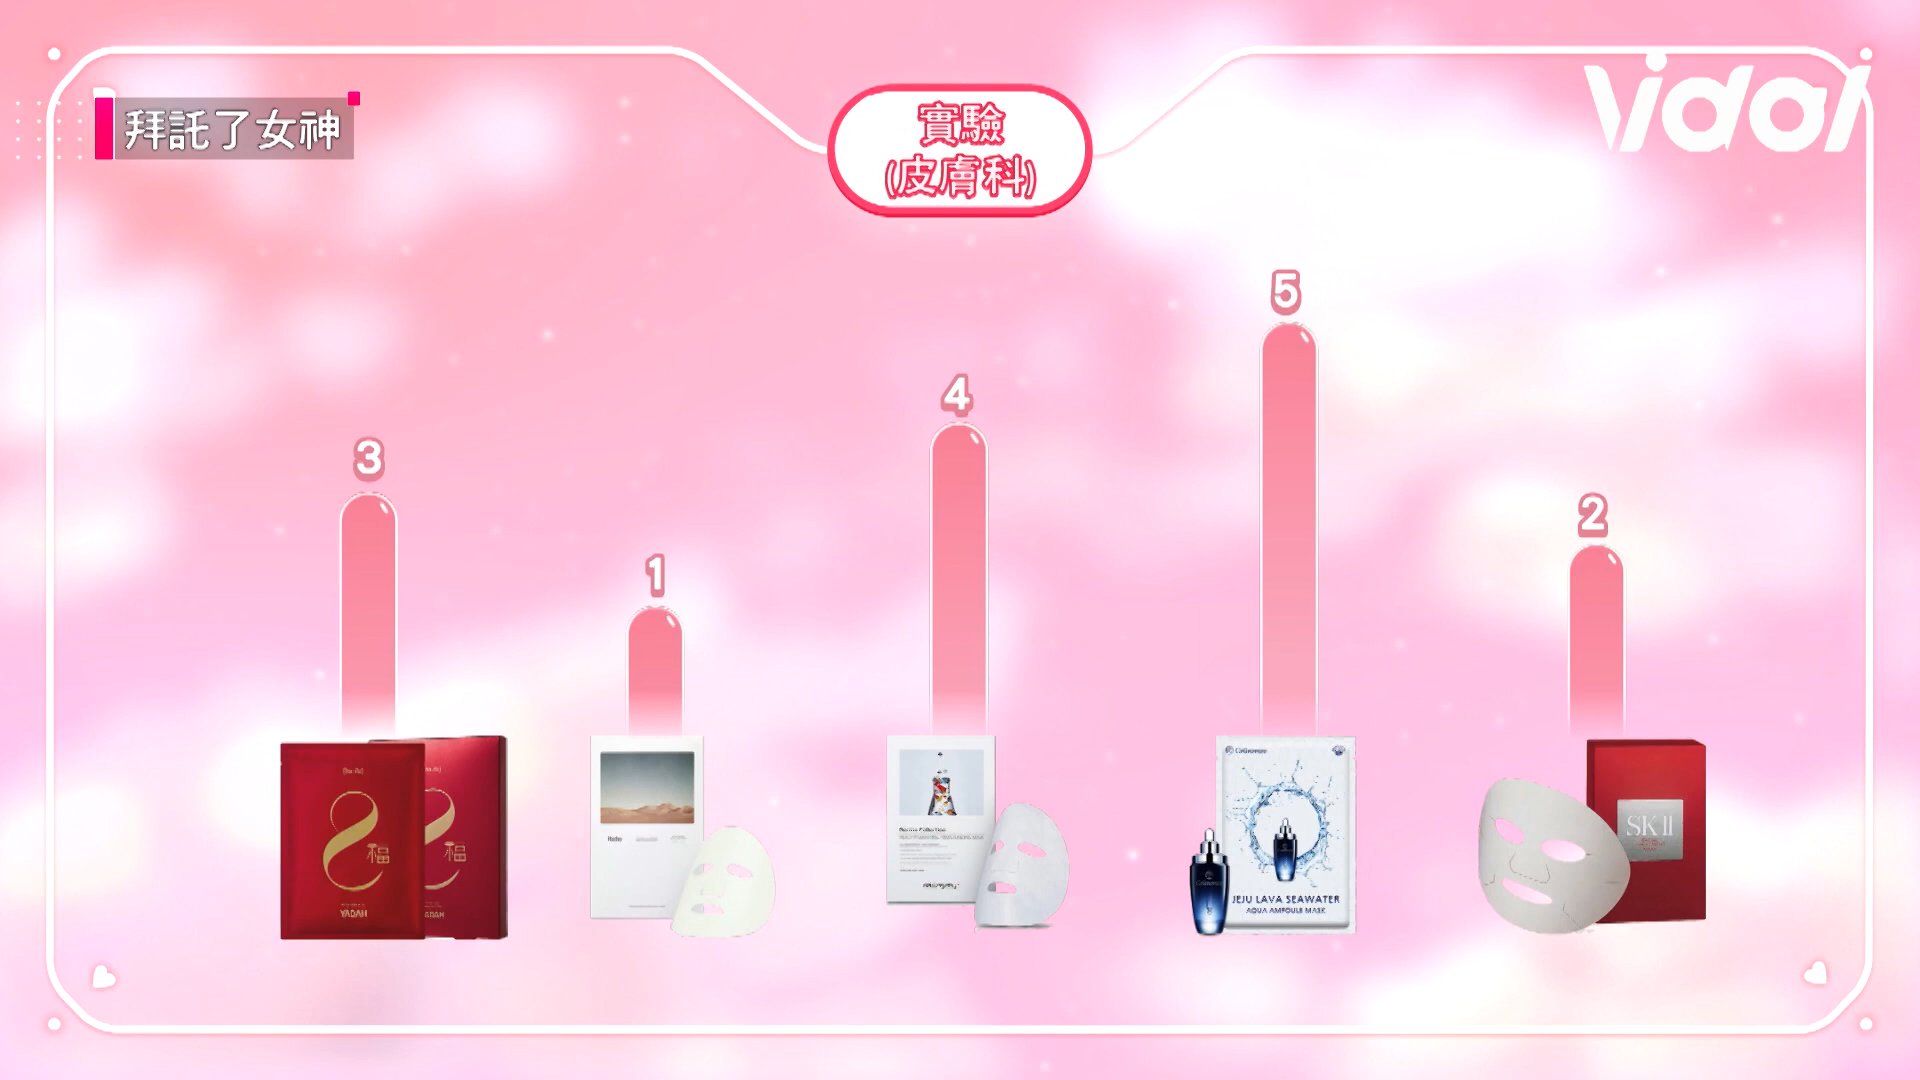 拜託了女神
Vidol
實驗
(皮膚科)
3
1
4
5
2
8福
YADAH
JEJU LAVA SEAWATER
AQUA AMPOULE MASK
SK-II